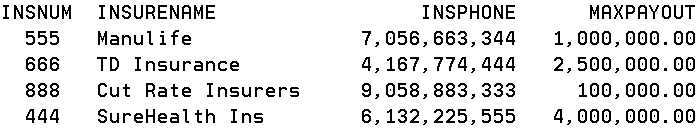 INSNUM INSURENAME INSPHONE MAXPAYOUT
555 Manulife 7,056,663,344 1,000,000.00
666 TD Insurance 4,167,774,444 2,500,000.00
888 Cut Rate Insurers 9,058,883,333 100,000.00
444 SureHealth Ins 6,132,225,555 4,000,000.00